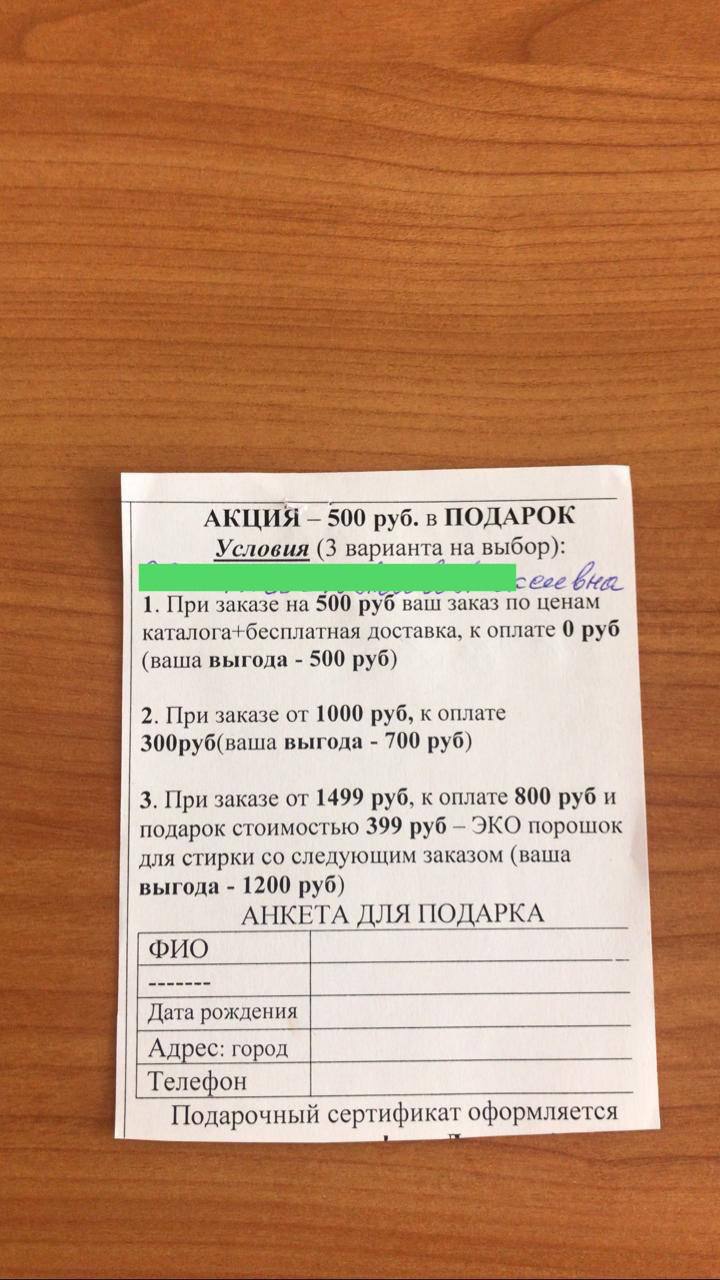 АКЦИЯ – 500 руб. в ПОДАРОК
Условия (3 варианта на выбор):
1. При заказе на 500 руб ваш заказ по ценам
каталога+бесплатная доставка, к оплате 0 руб
(ваша выгода - 500 руб)
2. При заказе от 1000 руб, к оплате
300руб(ваша выгода - 700 руб)
3. При заказе от 1499 руб, к оплате 800 руб и
подарок стоимостью 399 руб – ЭКО порошок
для стирки со следующим заказом (ваша
выгода - 1200 руб)
АНКЕТА ДЛЯ ПОДАРКА
ФИО
-------
Дата рождения
Адрес: город
Телефон
Подарочный сертификат оформляется